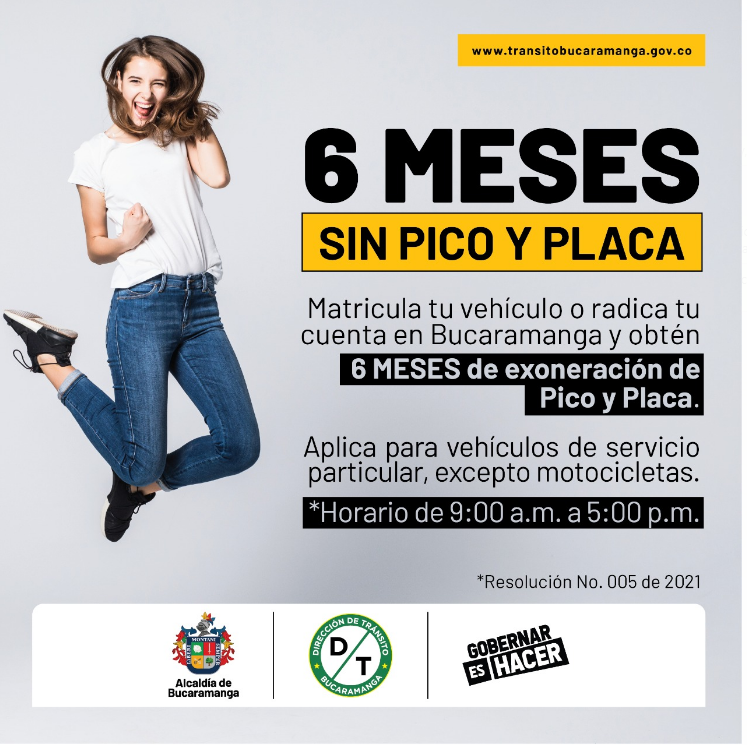 www.transitobucaramanga.gov.co
6 MESES
SIN PICO Y PLACA
Matricula tu vehículo o radica tu
cuenta en Bucaramanga y obtén
6 MESES de exoneración de
Pico y Placa.
Aplica para vehículos de servicio
particular, excepto motocicletas.
*Horario de 9:00 a.m. a 5:00 p.m.
*Resolución No. 005 de 2021
MONTANI
Alcaldía de
Bucaramanga
DIRECCIÓN DE TRÁNSITO
D/T
BUCARAMANGA
GOBERNAR
ES HACER